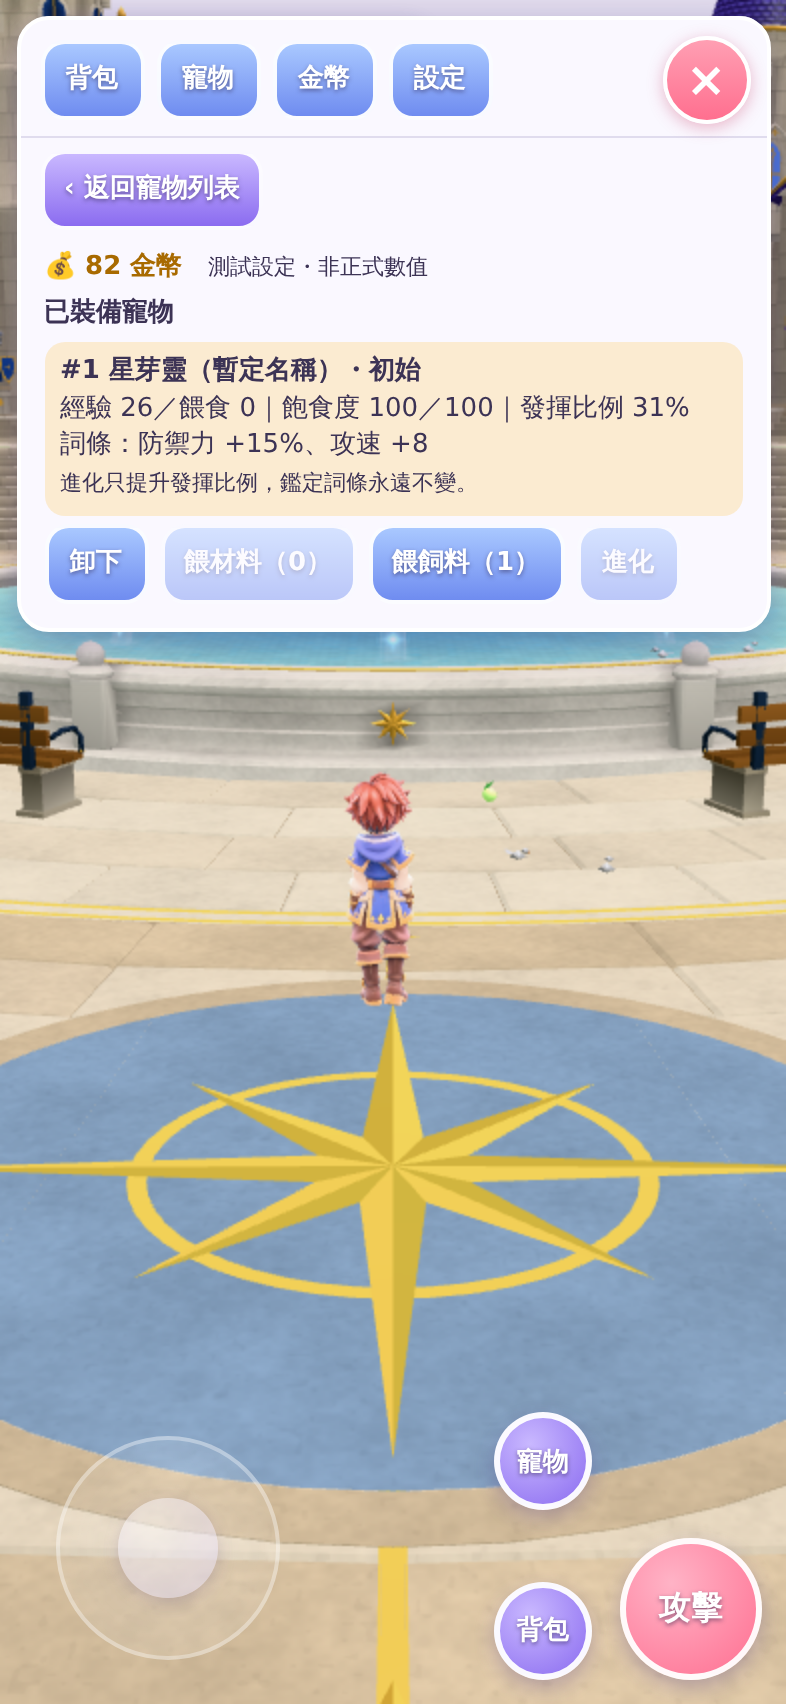 背包 寵物 金幣 設定 ×
‹ 返回寵物列表
💰 82 金幣 測試設定・非正式數值
已裝備寵物
#1 星芽靈（暫定名稱）・初始
經驗 26／餵食 0｜飽食度 100／100｜發揮比例 31%
詞條：防禦力 +15%、攻速 +8
進化只提升發揮比例，鑑定詞條永遠不變。
卸下 餵材料（0） 餵飼料（1） 進化
寵物
攻擊
背包